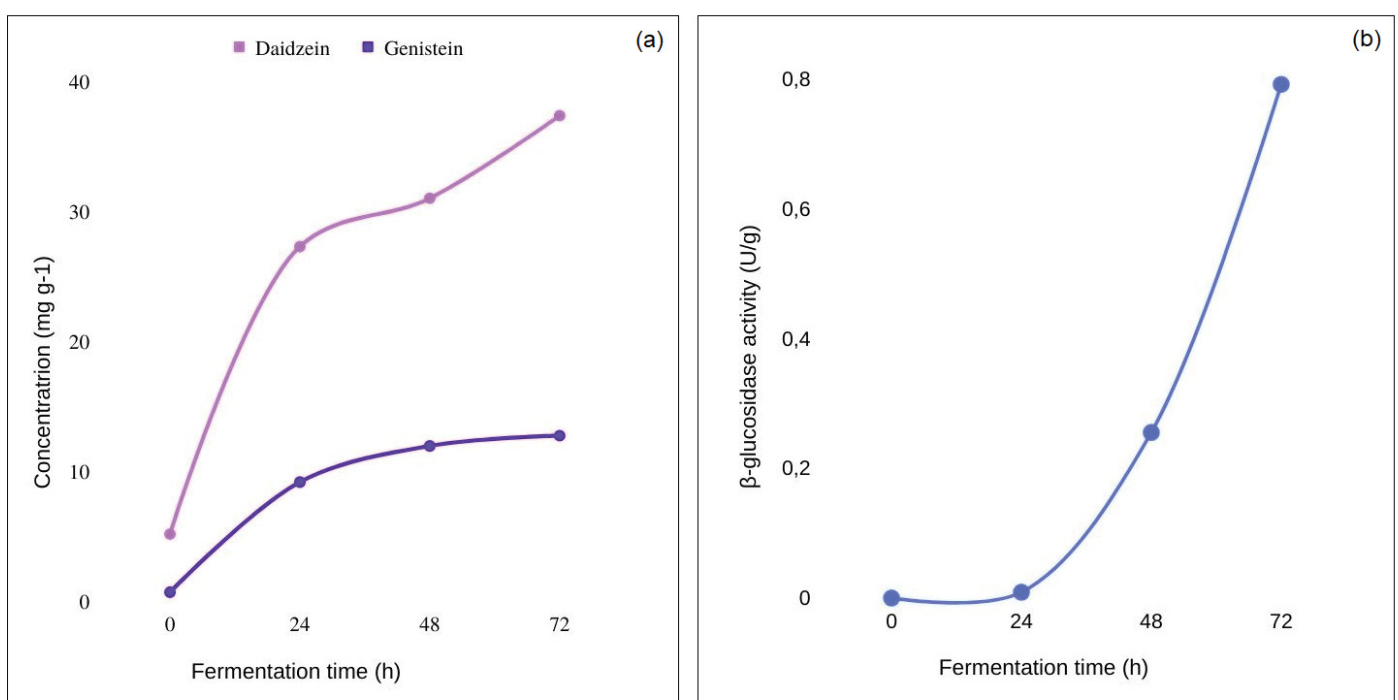 Daidzein Genistein
(a)
40
30
20
10
0
Concentratrion (mg g-1)
0 24 48 72
Fermentation time (h)
(b)
0,8
0,6
0,4
0,2
0
β-glucosidase activity (U/g)
0 24 48 72
Fermentation time (h)